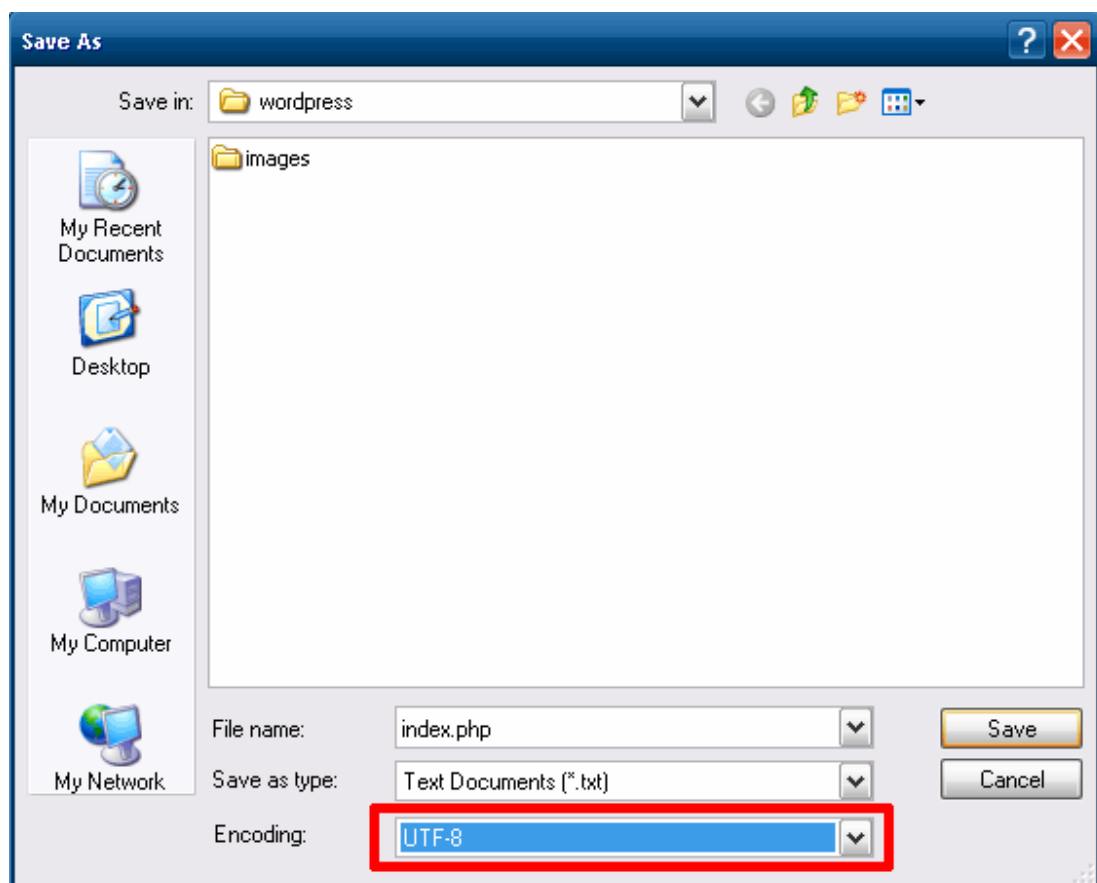 Save As
Save in:
wordpress
images
My Recent
Documents
Desktop
My Documents
My Computer
My Network
File name:
index.php
Save
Save as type:
Text Documents (*.txt)
Cancel
Encoding:
UTF-8